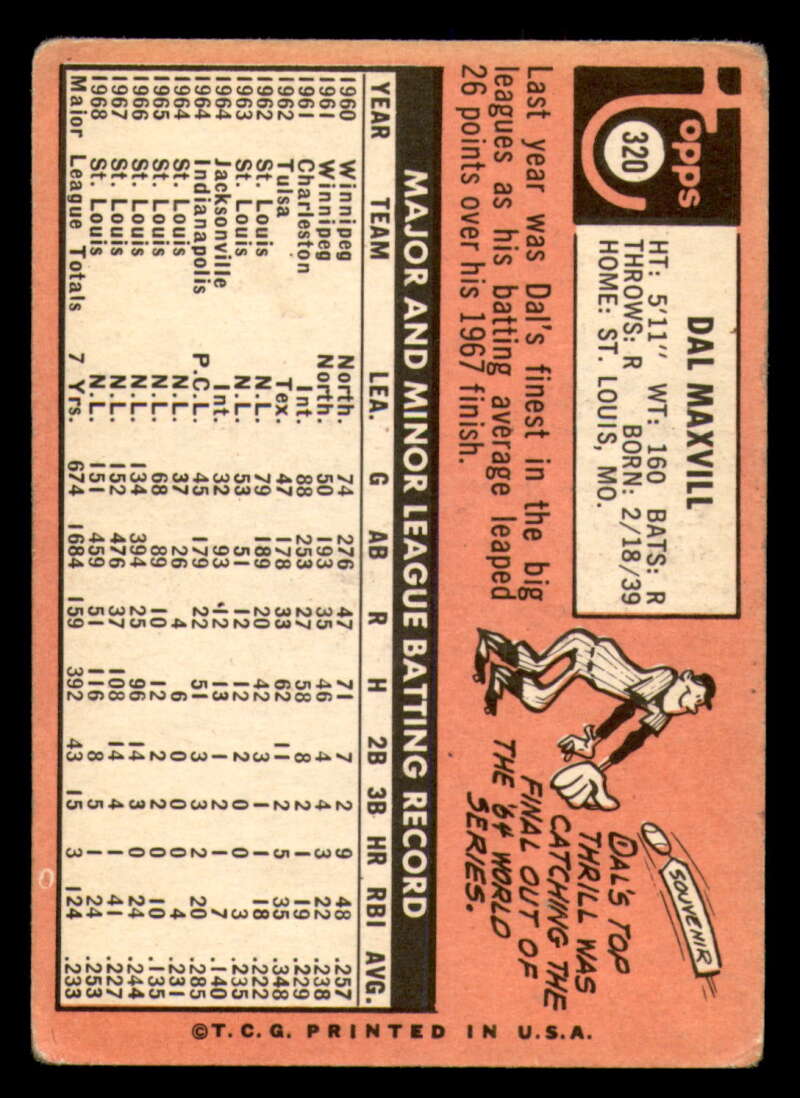 Topps
320
DAL MAXVILL
HT: 5'11" WT: 160 BATS: R
THROWS: R BORN: 2/18/39
HOME: ST. LOUIS, MO.
Last year was Dal's finest in the big
leagues as his batting average leaped
26 points over his 1967 finish.
SOUVENIR
DAL'S TOP
THRILL WAS
CATCHING THE
FINAL OUT OF
THE '64 WORLD
SERIES.
MAJOR AND MINOR LEAGUE BATTING RECORD
YEAR TEAM LEA. G AB R H 2B 3B HR RBI AVG.
1960 Winnipeg North. 74 276 47 71 7 2 9 48 .257
1961 Winnipeg North. 50 193 35 46 4 4 3 22 .238
1961 Charleston Int. 88 253 27 58 8 2 1 19 .229
1962 Tulsa Tex. 47 178 33 62 11 2 5 35 .348
1962 St. Louis N.L. 79 189 20 42 3 1 1 18 .222
1963 St. Louis N.L. 53 51 12 12 2 0 0 3 .235
1964 Jacksonville Int. 32 93 12 13 1 2 1 7 .140
1964 Indianapolis P.C.L. 45 179 22 51 3 3 2 20 .285
1964 St. Louis N.L. 37 26 4 6 0 0 0 4 .231
1965 St. Louis N.L. 68 89 10 12 2 2 0 10 .135
1966 St. Louis N.L. 134 394 25 96 14 3 0 24 .244
1967 St. Louis N.L. 152 476 37 108 14 4 1 41 .227
1968 St. Louis N.L. 151 459 51 116 8 5 1 24 .253
Major League Totals 7 Yrs. 674 1684 159 392 43 15 3 124 .233
©T.C.G. PRINTED IN U.S.A.